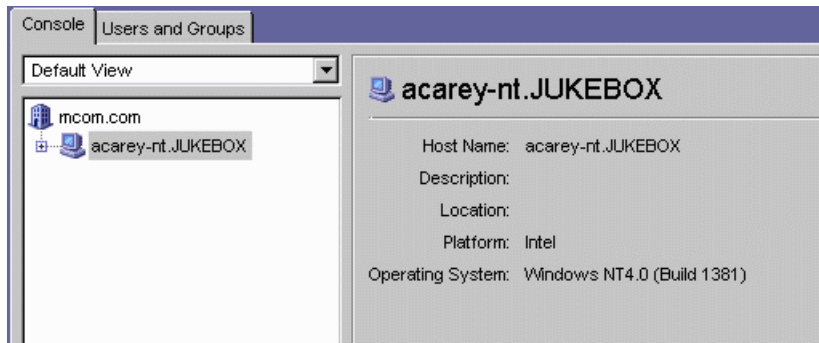 Console Users and Groups
Default View
mcom.com
acarey-nt.JUKEBOX
acarey-nt.JUKEBOX
Host Name: acarey-nt.JUKEBOX
Description:
Location:
Platform: Intel
Operating System: Windows NT4.0 (Build 1381)